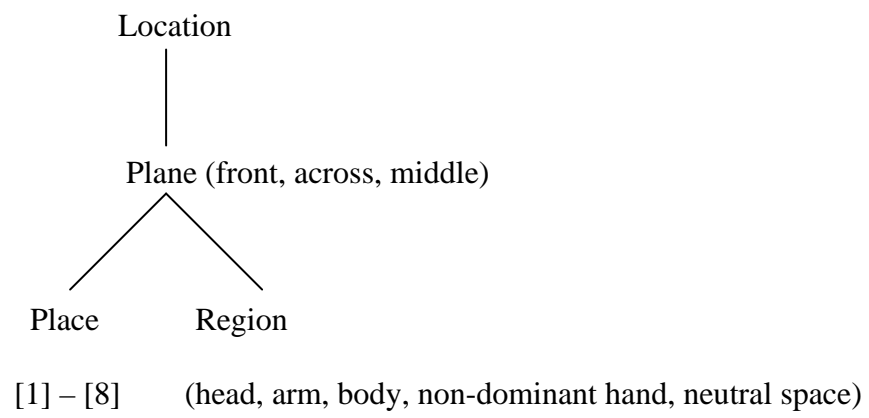 Location
Plane (front, across, middle)
Place Region
[1] – [8] (head, arm, body, non-dominant hand, neutral space)